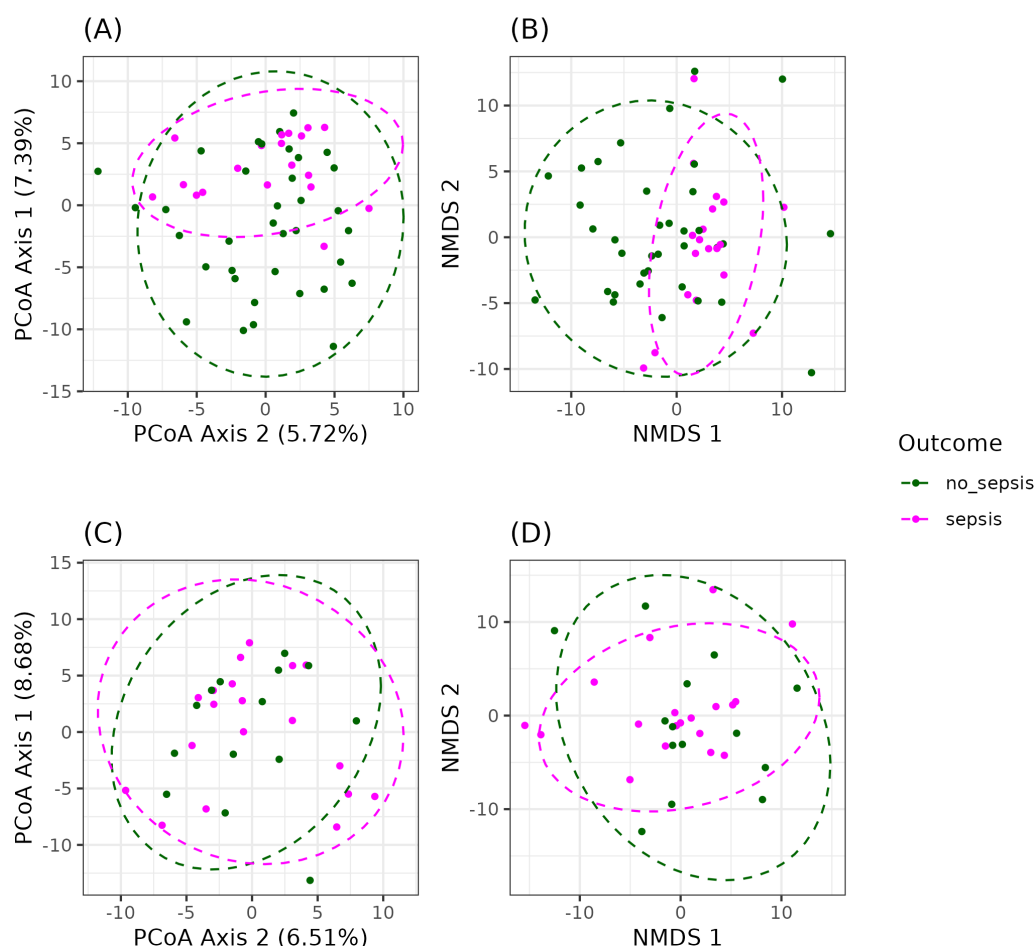 (A)
(B)
10
5
0
-5
-10
-15
PCoA Axis 1 (7.39%)
-10
-5
0
5
10
PCoA Axis 2 (5.72%)
10
5
0
-5
-10
NMDS 2
-10
0
10
NMDS 1
Outcome
no_sepsis
sepsis
(C)
(D)
15
10
5
0
-5
-10
PCoA Axis 1 (8.68%)
-10
-5
0
5
10
PCoA Axis 2 (6.51%)
10
0
-10
NMDS 2
-10
0
10
NMDS 1